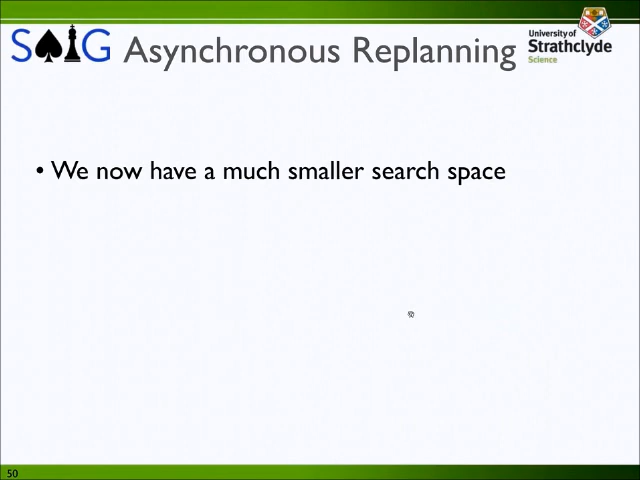 SAIG Asynchronous Replanning
University of
Strathclyde
Science
• We now have a much smaller search space
50